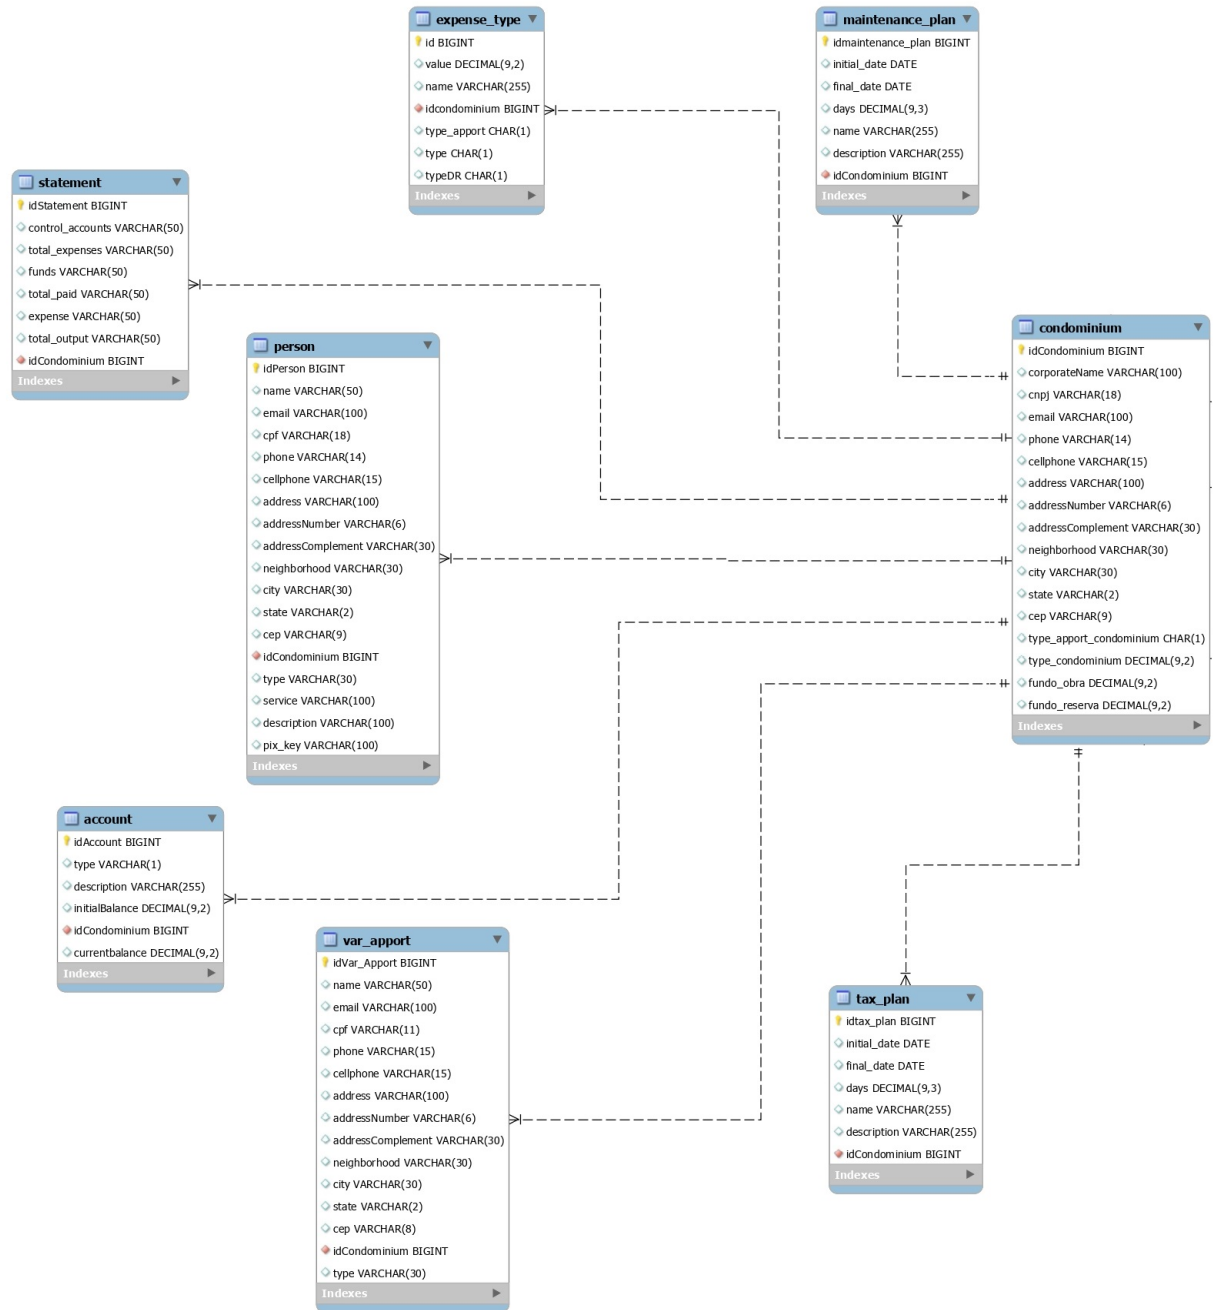 expense_type
id BIGINT
value DECIMAL(9,2)
name VARCHAR(255)
idcondominium BIGINT
type_apport CHAR(1)
type CHAR(1)
typeDR CHAR(1)
Indexes
maintenance_plan
idmaintenance_plan BIGINT
initial_date DATE
final_date DATE
days DECIMAL(9,3)
name VARCHAR(255)
description VARCHAR(255)
idCondominium BIGINT
Indexes
statement
idStatement BIGINT
control_accounts VARCHAR(50)
total_expenses VARCHAR(50)
funds VARCHAR(50)
total_paid VARCHAR(50)
expense VARCHAR(50)
total_output VARCHAR(50)
idCondominium BIGINT
Indexes
person
idPerson BIGINT
name VARCHAR(50)
email VARCHAR(100)
cpf VARCHAR(18)
phone VARCHAR(14)
cellphone VARCHAR(15)
address VARCHAR(100)
addressNumber VARCHAR(6)
addressComplement VARCHAR(30)
neighborhood VARCHAR(30)
city VARCHAR(30)
state VARCHAR(2)
cep VARCHAR(9)
idCondominium BIGINT
type VARCHAR(30)
service VARCHAR(100)
description VARCHAR(100)
pix_key VARCHAR(100)
Indexes
condominium
idCondominium BIGINT
corporateName VARCHAR(100)
cnpj VARCHAR(18)
email VARCHAR(100)
phone VARCHAR(14)
cellphone VARCHAR(15)
address VARCHAR(100)
addressNumber VARCHAR(6)
addressComplement VARCHAR(30)
neighborhood VARCHAR(30)
city VARCHAR(30)
state VARCHAR(2)
cep VARCHAR(9)
type_apport_condominium CHAR(1)
type_condominium DECIMAL(9,2)
fundo_obra DECIMAL(9,2)
fundo_reserva DECIMAL(9,2)
Indexes
account
idAccount BIGINT
type VARCHAR(1)
description VARCHAR(255)
initialBalance DECIMAL(9,2)
idCondominium BIGINT
currentbalance DECIMAL(9,2)
Indexes
var_apport
idVar_Apport BIGINT
name VARCHAR(50)
email VARCHAR(100)
cpf VARCHAR(11)
phone VARCHAR(15)
cellphone VARCHAR(15)
address VARCHAR(100)
addressNumber VARCHAR(6)
addressComplement VARCHAR(30)
neighborhood VARCHAR(30)
city VARCHAR(30)
state VARCHAR(2)
cep VARCHAR(8)
idCondominium BIGINT
type VARCHAR(30)
Indexes
tax_plan
idtax_plan BIGINT
initial_date DATE
final_date DATE
days DECIMAL(9,3)
name VARCHAR(255)
description VARCHAR(255)
idCondominium BIGINT
Indexes